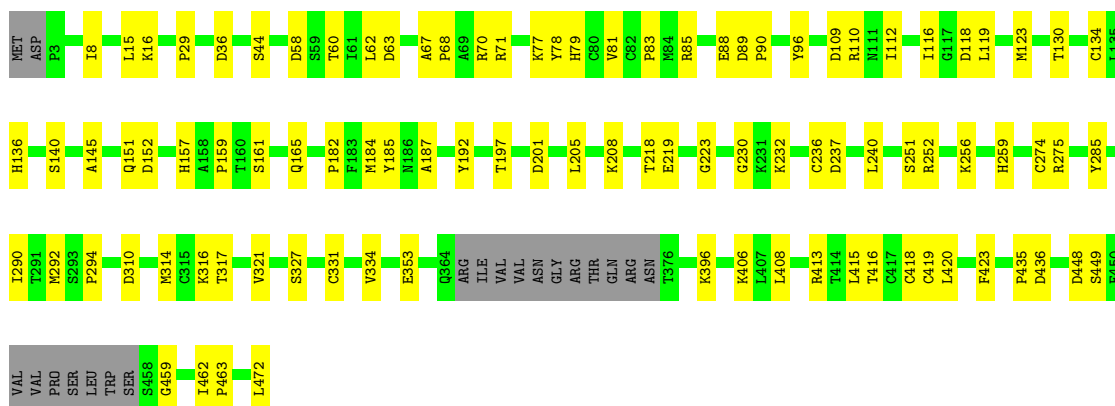 MET ASP P3 I8 L15 K16 P29 D36 S44 D58 S59 T60 I61 L62 D63 A67 P68 A69 R70 R71 K77 Y78 H79 C80 V81 C82 P83 M84 R85 E88 D89 P90 Y96 D109 R110 N111 I112 I116 G117 D118 L119 M123 T130 C134 L135
H136 S140 A145 Q151 D152 H157 A158 P159 T160 S161 Q165 P182 F183 M184 Y185 N186 A187 Y192 T197 D201 L205 K208 T218 E219 G223 G230 K231 K232 C236 D237 L240 S251 R252 K256 H259 C274 R275 Y285
I290 T291 M292 S293 P294 D310 M314 C315 K316 T317 V321 S327 C331 V334 E353 Q364 ARG ILE VAL VAL ASN GLY ARG THR GLN ARG ASN T376 K396 K406 L407 L408 R413 T414 L415 T416 C417 C418 C419 L420 F423 P435 D436 D448 S449 E450
VAL VAL PRO SER LEU TRP SER S458 G459 I462 P463 L472